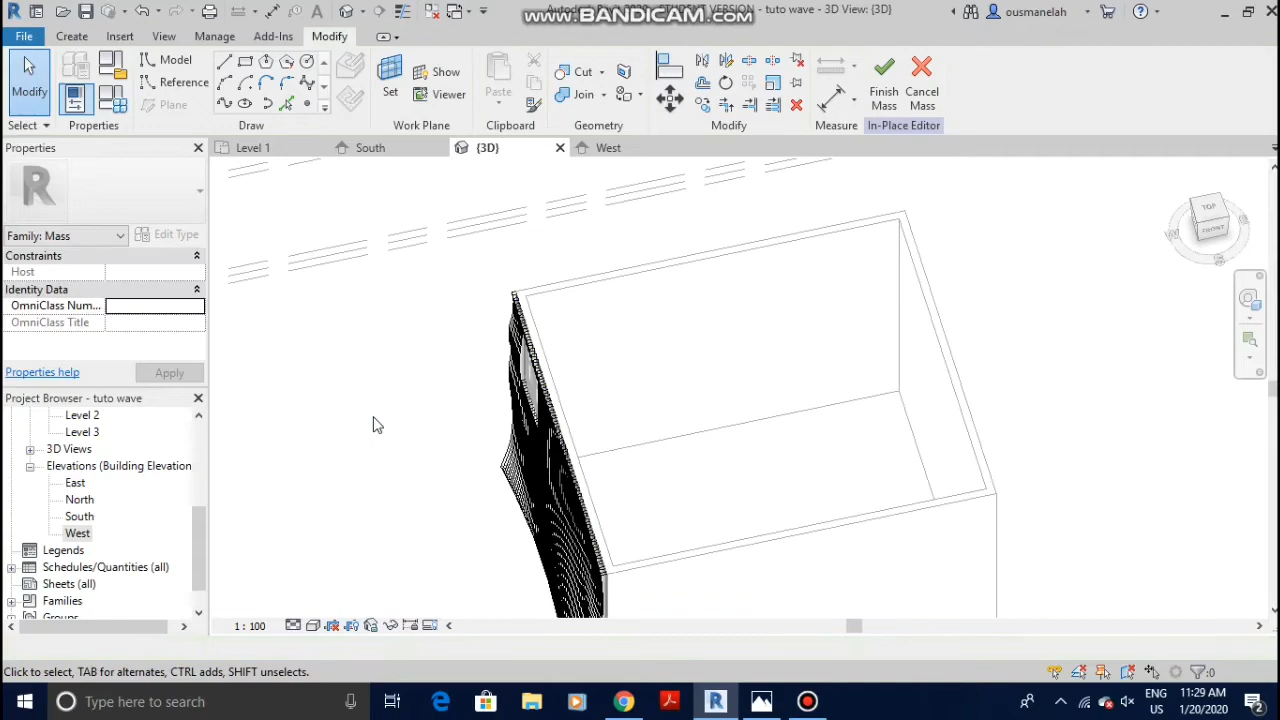 www.BANDICAM.com
tuto wave - 3D View: {3D}
ousmanelah
File
Create
Insert
View
Manage
Add-Ins
Modify
Modify
Model
Reference
Plane
Set
Show
Viewer
Paste
Cut
Join
Finish
Mass
Cancel
Mass
Select
Properties
Draw
Work Plane
Clipboard
Geometry
Modify
Measure
In-Place Editor
Properties
Level 1
South
{3D}
West
Family: Mass
Edit Type
Constraints
Host
Identity Data
OmniClass Num...
OmniClass Title
Properties help
Apply
Project Browser - tuto wave
Level 2
Level 3
3D Views
Elevations (Building Elevation
East
North
South
West
Legends
Schedules/Quantities (all)
Sheets (all)
Families
Groups
TOP
FRONT
1 : 100
Click to select, TAB for alternates, CTRL adds, SHIFT unselects.
:0
Type here to search
ENG
US
11:29 AM
1/20/2020
2